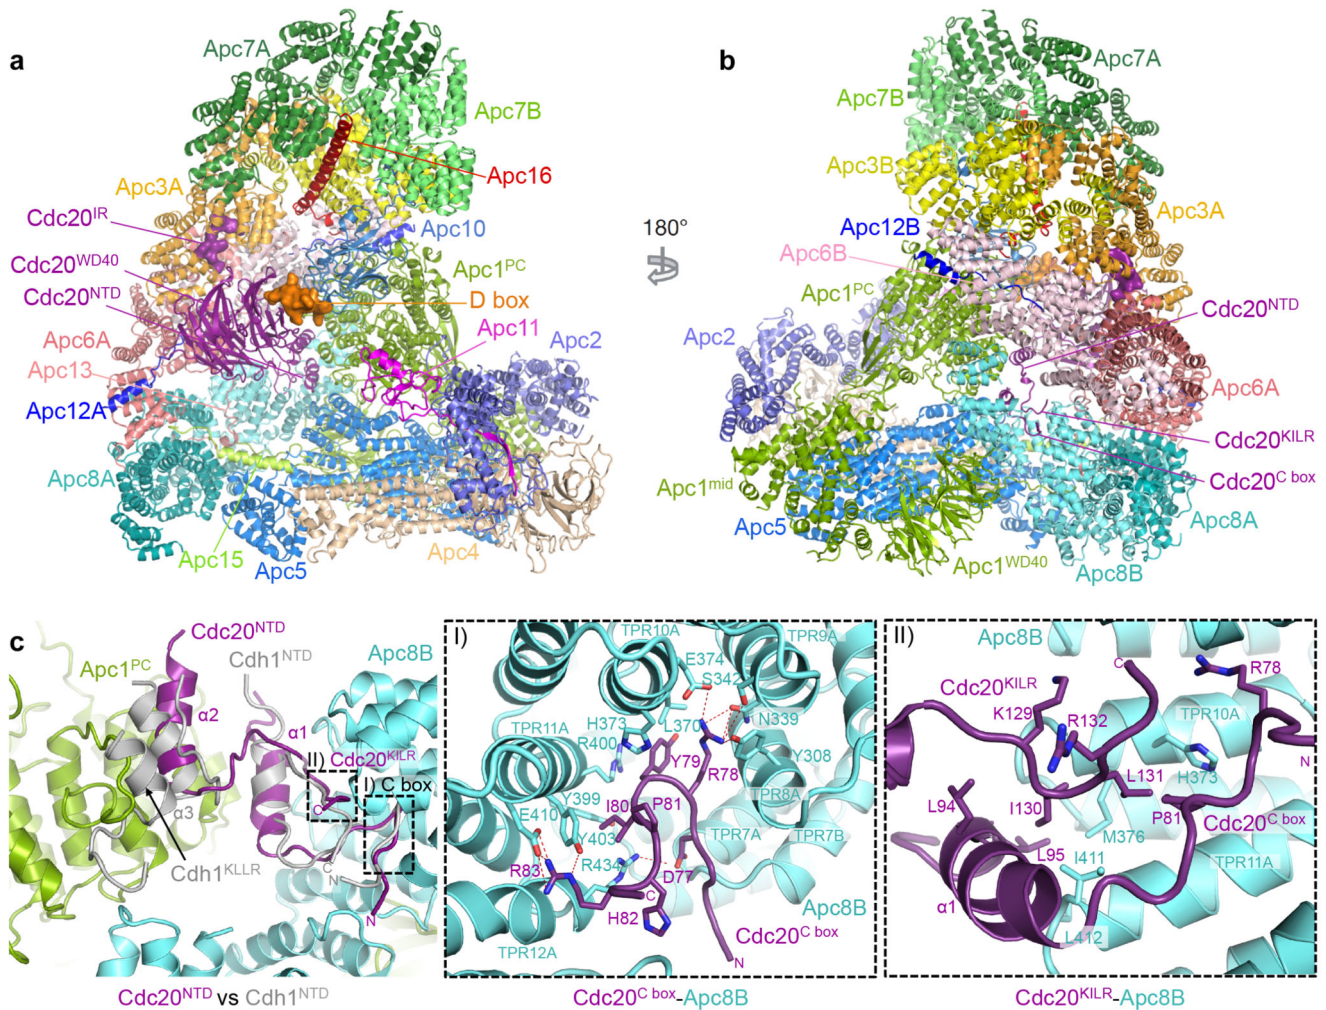 a
Apc7A
Apc7B
Apc16
Apc3A
Cdc20IR
Apc10
Cdc20WD40
Apc1PC
Cdc20NTD
D box
Apc11
Apc6A
Apc2
Apc13
Apc12A
Apc8A
Apc15
Apc5
Apc4
180°
b
Apc7A
Apc7B
Apc3B
Apc3A
Apc12B
Apc6B
Apc1PC
Cdc20NTD
Apc2
Apc6A
Cdc20KILR
Cdc20C box
Apc1mid
Apc8A
Apc5
Apc1WD40
Apc8B
c
Cdc20NTD
Cdh1NTD
Apc1PC
Apc8B
α2
α1
II) Cdc20KILR
I) C box
C
α3
Cdh1KLLR
C
N
N
Cdc20NTD vs Cdh1NTD
I)
TPR10A
TPR9A
E374
S342
H373
L370
N339
TPR11A
R400
Y79
Y308
R78
TPR8A
Y399
I80
P81
E410
Y403
TPR7A
TPR7B
R83
R434
D77
C
H82
Apc8B
TPR12A
Cdc20C box
N
Cdc20C box-Apc8B
II)
Apc8B
C
R78
Cdc20KILR
K129
R132
TPR10A
N
L131
H373
L94
I130
P81
Cdc20C box
M376
L95
I411
TPR11A
α1
L412
Cdc20KILR-Apc8B